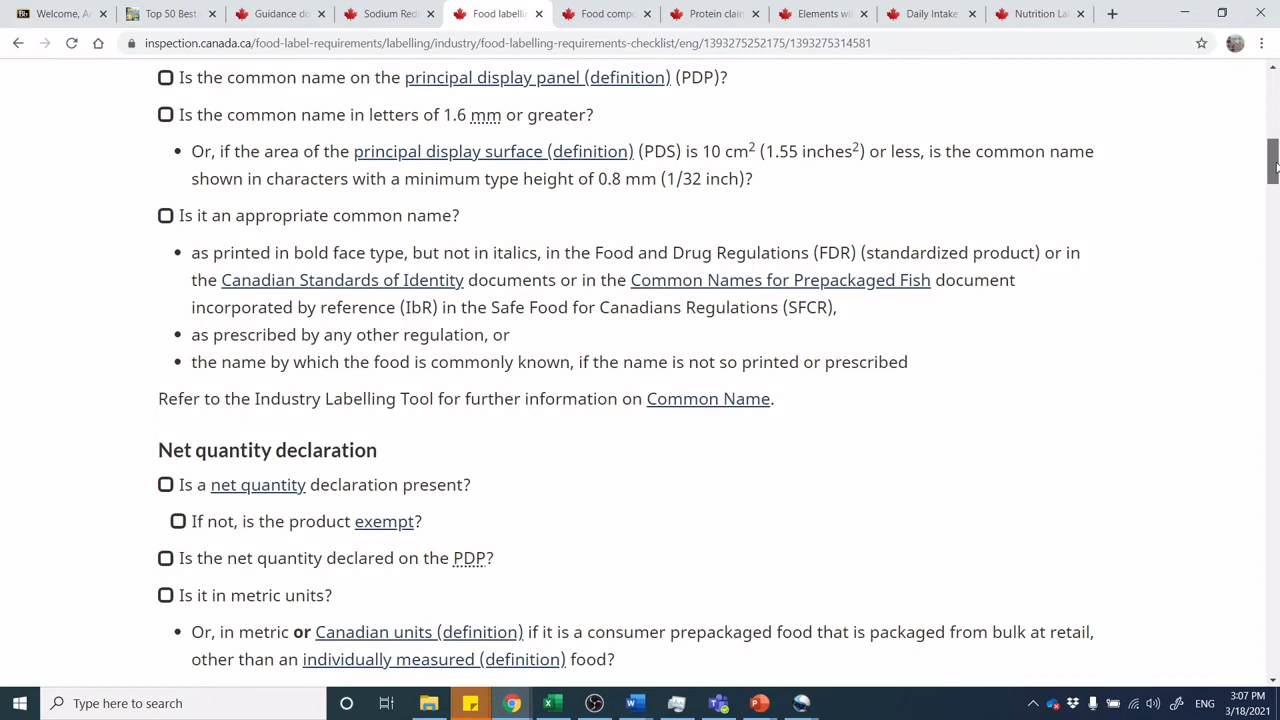 Welcome, A
Top 50 Best
Guidance do
Sodium Red
Food labelli
Food compo
Protein clain
Elements wi
Daily Intake
Nutrition La
inspection.canada.ca/food-label-requirements/labelling/industry/food-labelling-requirements-checklist/eng/1393275252175/1393275314581
Is the common name on the principal display panel (definition) (PDP)?
Is the common name in letters of 1.6 mm or greater?
• Or, if the area of the principal display surface (definition) (PDS) is 10 cm² (1.55 inches²) or less, is the common name
shown in characters with a minimum type height of 0.8 mm (1/32 inch)?
Is it an appropriate common name?
• as printed in bold face type, but not in italics, in the Food and Drug Regulations (FDR) (standardized product) or in
the Canadian Standards of Identity documents or in the Common Names for Prepackaged Fish document
incorporated by reference (IbR) in the Safe Food for Canadians Regulations (SFCR),
• as prescribed by any other regulation, or
• the name by which the food is commonly known, if the name is not so printed or prescribed
Refer to the Industry Labelling Tool for further information on Common Name.
Net quantity declaration
Is a net quantity declaration present?
If not, is the product exempt?
Is the net quantity declared on the PDP?
Is it in metric units?
• Or, in metric or Canadian units (definition) if it is a consumer prepackaged food that is packaged from bulk at retail,
other than an individually measured (definition) food?
Type here to search
ENG
3:07 PM
3/18/2021